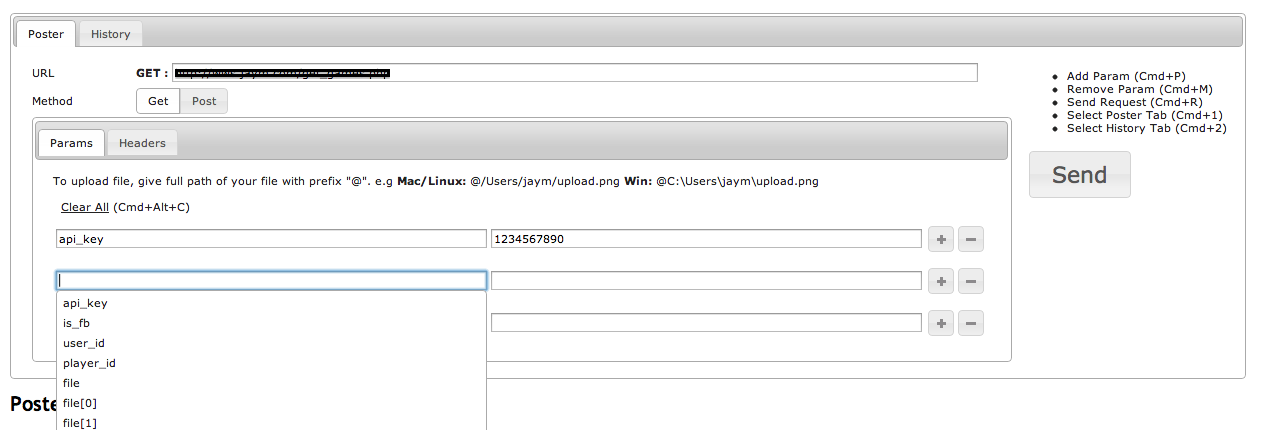 Poster History
URL GET :
Method Get Post
Params Headers
To upload file, give full path of your file with prefix "@". e.g Mac/Linux: @/Users/jaym/upload.png Win: @C:\Users\jaym\upload.png
Clear All (Cmd+Alt+C)
api_key 1234567890 + −
+ −
api_key
is_fb
+ −
user_id
player_id
file
file[0]
file[1]
Poste
Add Param (Cmd+P)
Remove Param (Cmd+M)
Send Request (Cmd+R)
Select Poster Tab (Cmd+1)
Select History Tab (Cmd+2)
Send